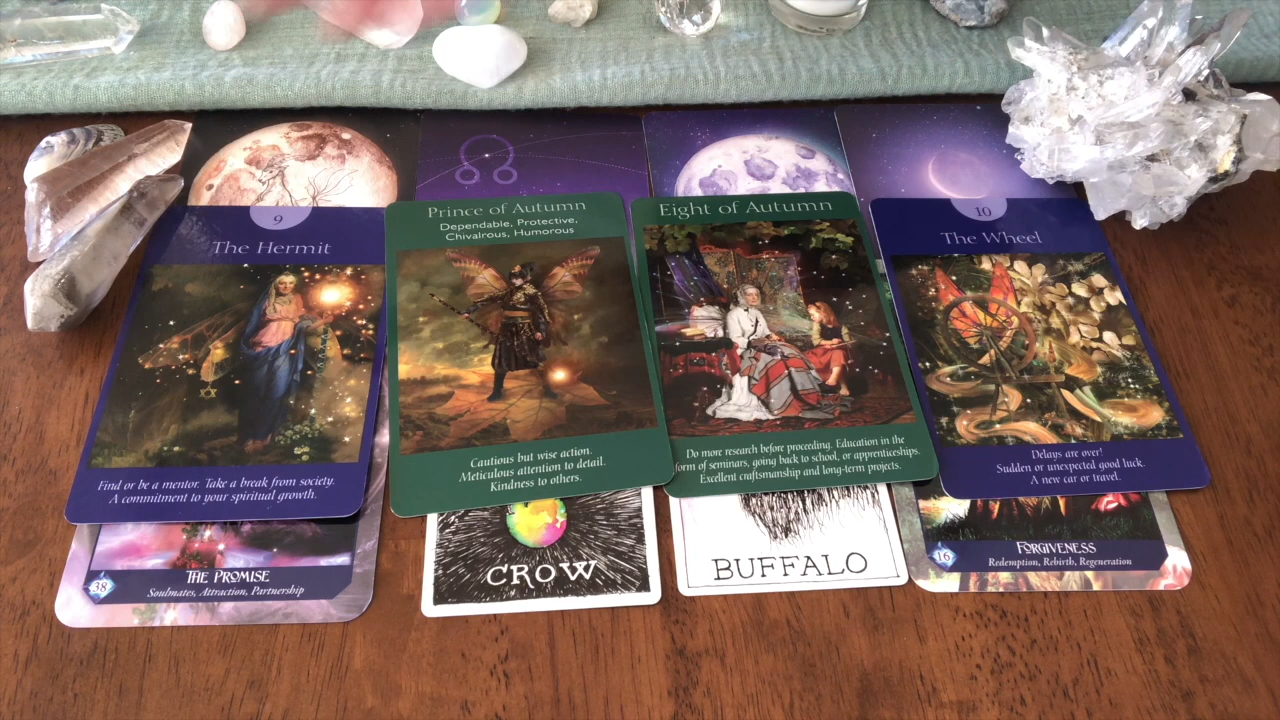 9
The Hermit
Find or be a mentor. Take a break from society.
A commitment to your spiritual growth.
38
THE PROMISE
Soulmates, Attraction, Partnership
Prince of Autumn
Dependable, Protective,
Chivalrous, Humorous
Cautious but wise action.
Meticulous attention to detail.
Kindness to others.
CROW
Eight of Autumn
Do more research before proceeding. Education in the
form of seminars, going back to school, or apprenticeships.
Excellent craftsmanship and long-term projects.
BUFFALO
10
The Wheel
Delays are over!
Sudden or unexpected good luck.
A new car or travel.
16
FORGIVENESS
Redemption, Rebirth, Regeneration